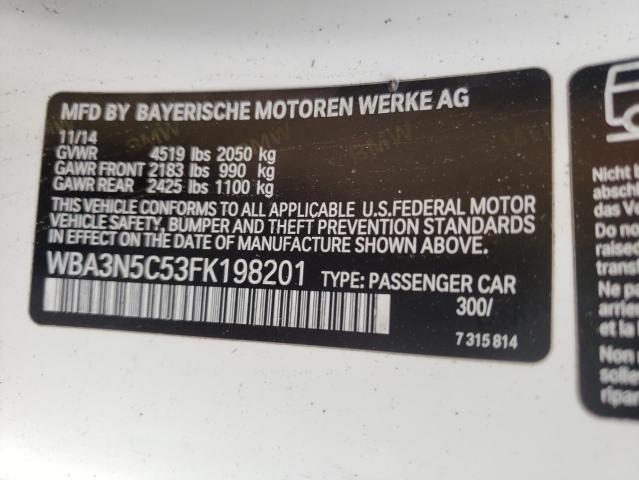 MFD BY BAYERISCHE MOTOREN WERKE AG
11/14
GVWR 4519 lbs 2050 kg
GAWR FRONT 2183 lbs 990 kg
GAWR REAR 2425 lbs 1100 kg
THIS VEHICLE CONFORMS TO ALL APPLICABLE U.S.FEDERAL MOTOR
VEHICLE SAFETY, BUMPER AND THEFT PREVENTION STANDARDS
IN EFFECT ON THE DATE OF MANUFACTURE SHOWN ABOVE.
WBA3N5C53FK198201 TYPE: PASSENGER CAR
300/
7 315 814
Nicht
absch
das Vo
Do no
raise
transf
Ne pa
arriè
et la
Non
solle
ripar